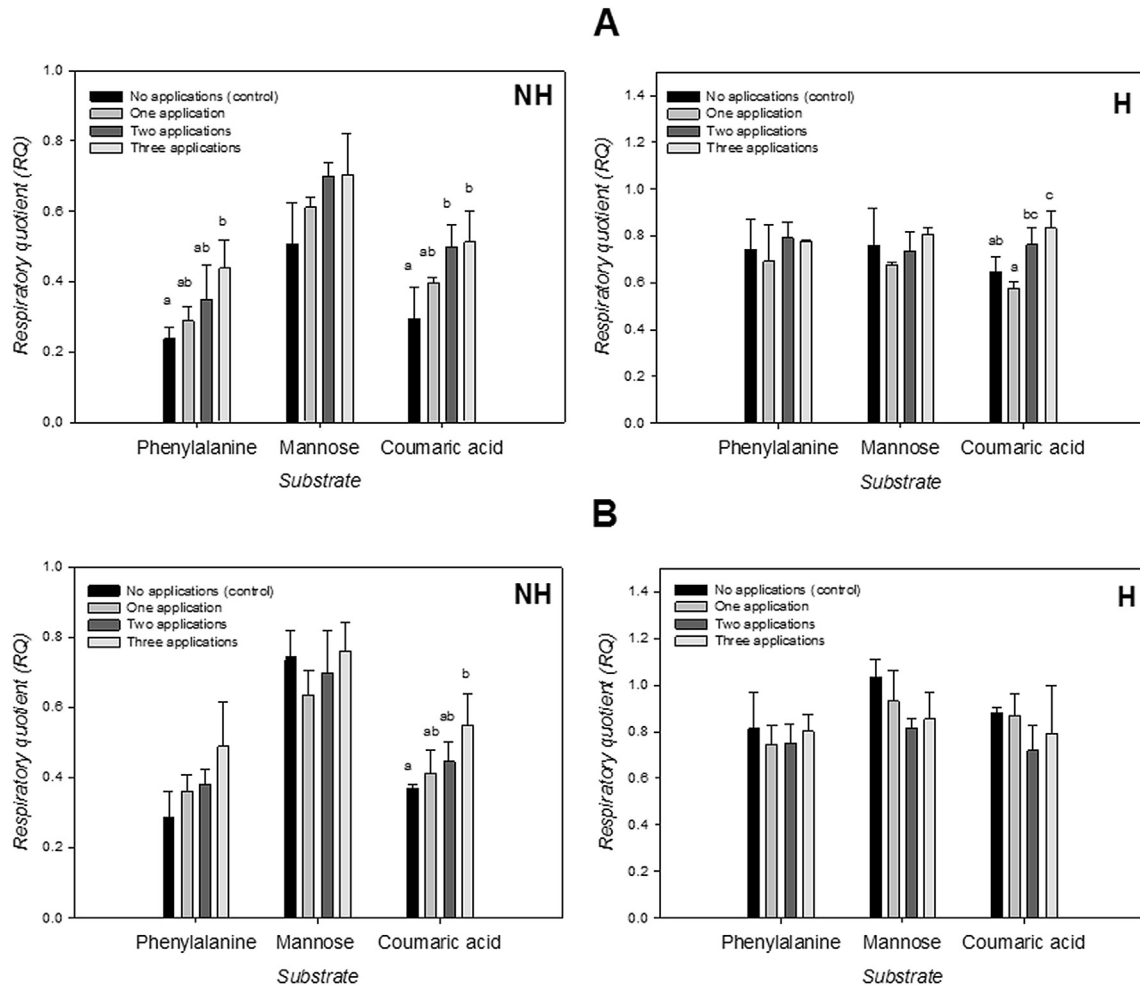 A
NH
No applications (control)
One application
Two applications
Three applications
Respiratory quotient (RQ)
1.0
0.8
0.6
0.4
0.2
0.0
a
ab
ab
b
a
ab
b
b
Phenylalanine
Mannose
Coumaric acid
Substrate
H
No aplications (control)
One application
Two applications
Three applications
Respiratory quotient (RQ)
1.4
1.2
1.0
0.8
0.6
0.4
0.2
0.0
ab
a
bc
c
Phenylalanine
Mannose
Coumaric acid
Substrate
B
NH
No applications (control)
One application
Two applications
Three applications
Respiratory quotient (RQ)
1.0
0.8
0.6
0.4
0.2
0.0
a
ab
ab
b
Phenylalanine
Mannose
Coumaric acid
Substrate
H
No applications (control)
One application
Two applications
Three applications
Respiratory quotient (RQ)
1.4
1.2
1.0
0.8
0.6
0.4
0.2
0.0
Phenylalanine
Mannose
Coumaric acid
Substrate